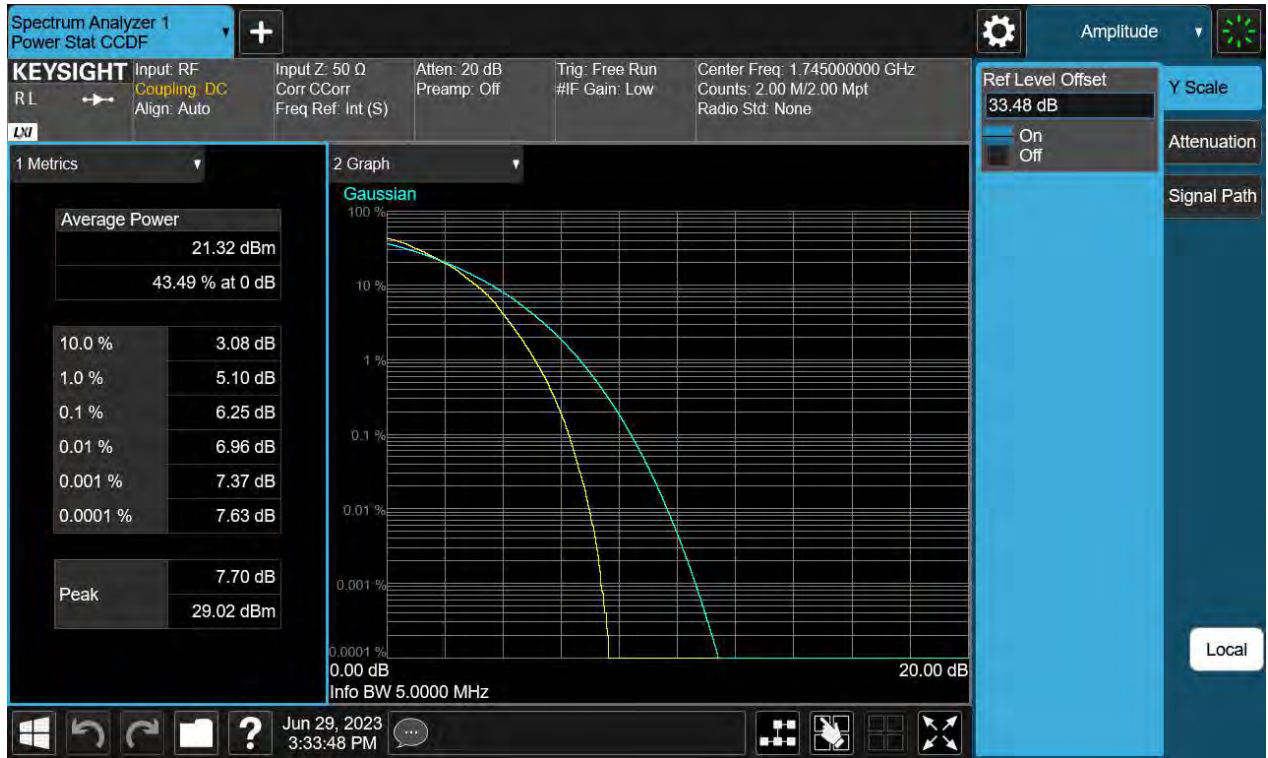 Spectrum Analyzer 1
Power Stat CCDF
+
Amplitude
KEYSIGHT
RL
LXI
Input: RF
Coupling: DC
Align: Auto
Input Z: 50 Ω
Corr CCorr
Freq Ref: Int (S)
Atten: 20 dB
Preamp: Off
Trig: Free Run
#IF Gain: Low
Center Freq: 1.745000000 GHz
Counts: 2.00 M/2.00 Mpt
Radio Std: None
Ref Level Offset
33.48 dB
On
Off
Y Scale
Attenuation
Signal Path
1 Metrics
Average Power
21.32 dBm
43.49 % at 0 dB
10.0 % 3.08 dB
1.0 % 5.10 dB
0.1 % 6.25 dB
0.01 % 6.96 dB
0.001 % 7.37 dB
0.0001 % 7.63 dB
Peak
7.70 dB
29.02 dBm
2 Graph
Gaussian
100 %
10 %
1 %
0.1 %
0.01 %
0.001 %
0.0001 %
0.00 dB 20.00 dB
Info BW 5.0000 MHz
Local
?
Jun 29, 2023
3:33:48 PM